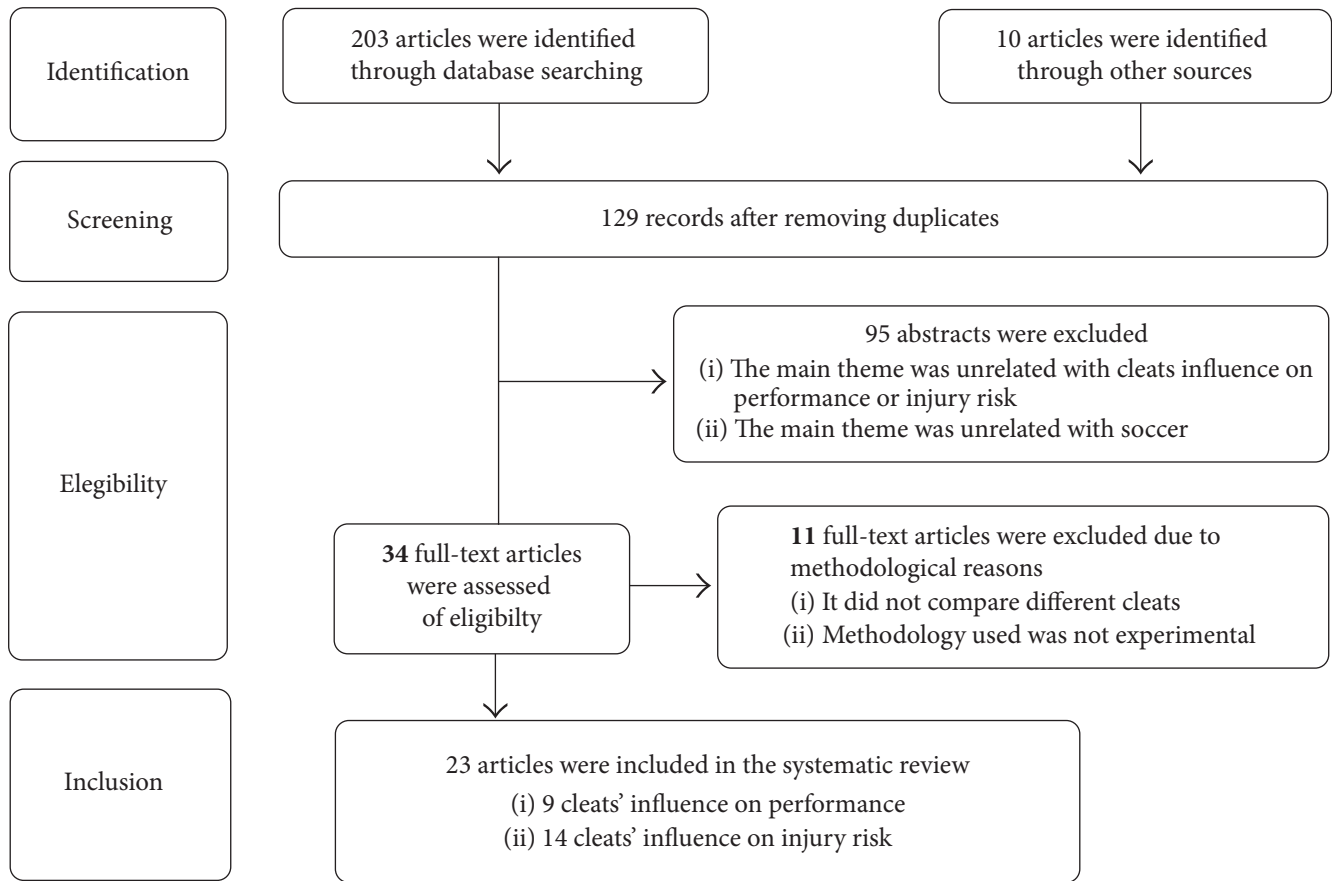 Identification
203 articles were identified
through database searching
10 articles were identified
through other sources
Screening
129 records after removing duplicates
Elegibility
95 abstracts were excluded
(i) The main theme was unrelated with cleats influence on
performance or injury risk
(ii) The main theme was unrelated with soccer
34 full-text articles
were assessed
of eligibilty
11 full-text articles were excluded due to
methodological reasons
(i) It did not compare different cleats
(ii) Methodology used was not experimental
Inclusion
23 articles were included in the systematic review
(i) 9 cleats’ influence on performance
(ii) 14 cleats’ influence on injury risk